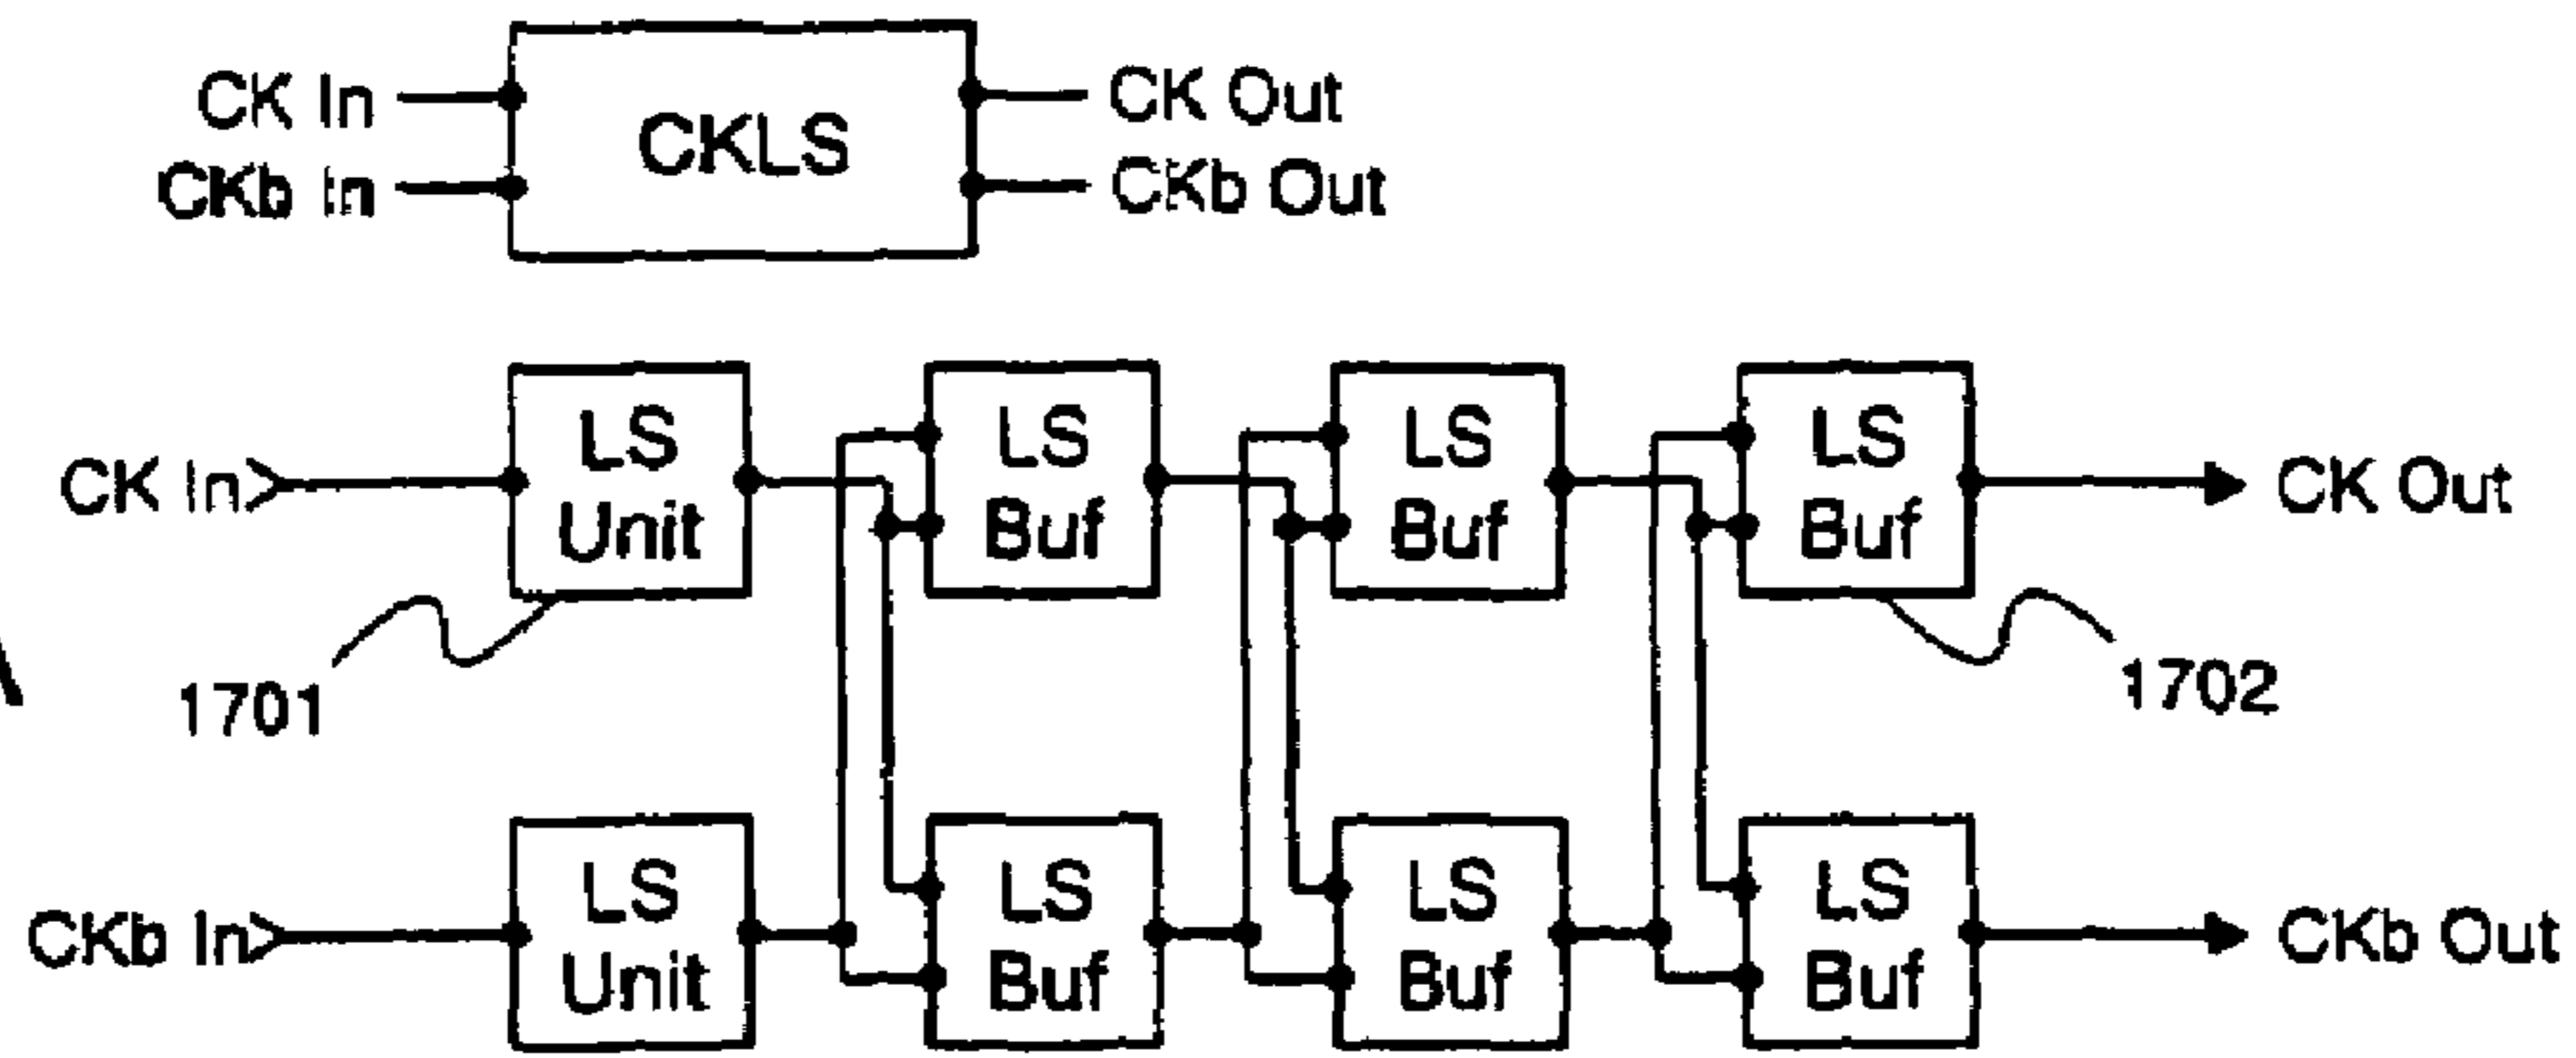 CK In
CKb In
CKLS
CK Out
CKb Out
CK In
LS Unit
LS Buf
LS Buf
LS Buf
CK Out
1701
1702
CKb In
LS Unit
LS Buf
LS Buf
LS Buf
CKb Out